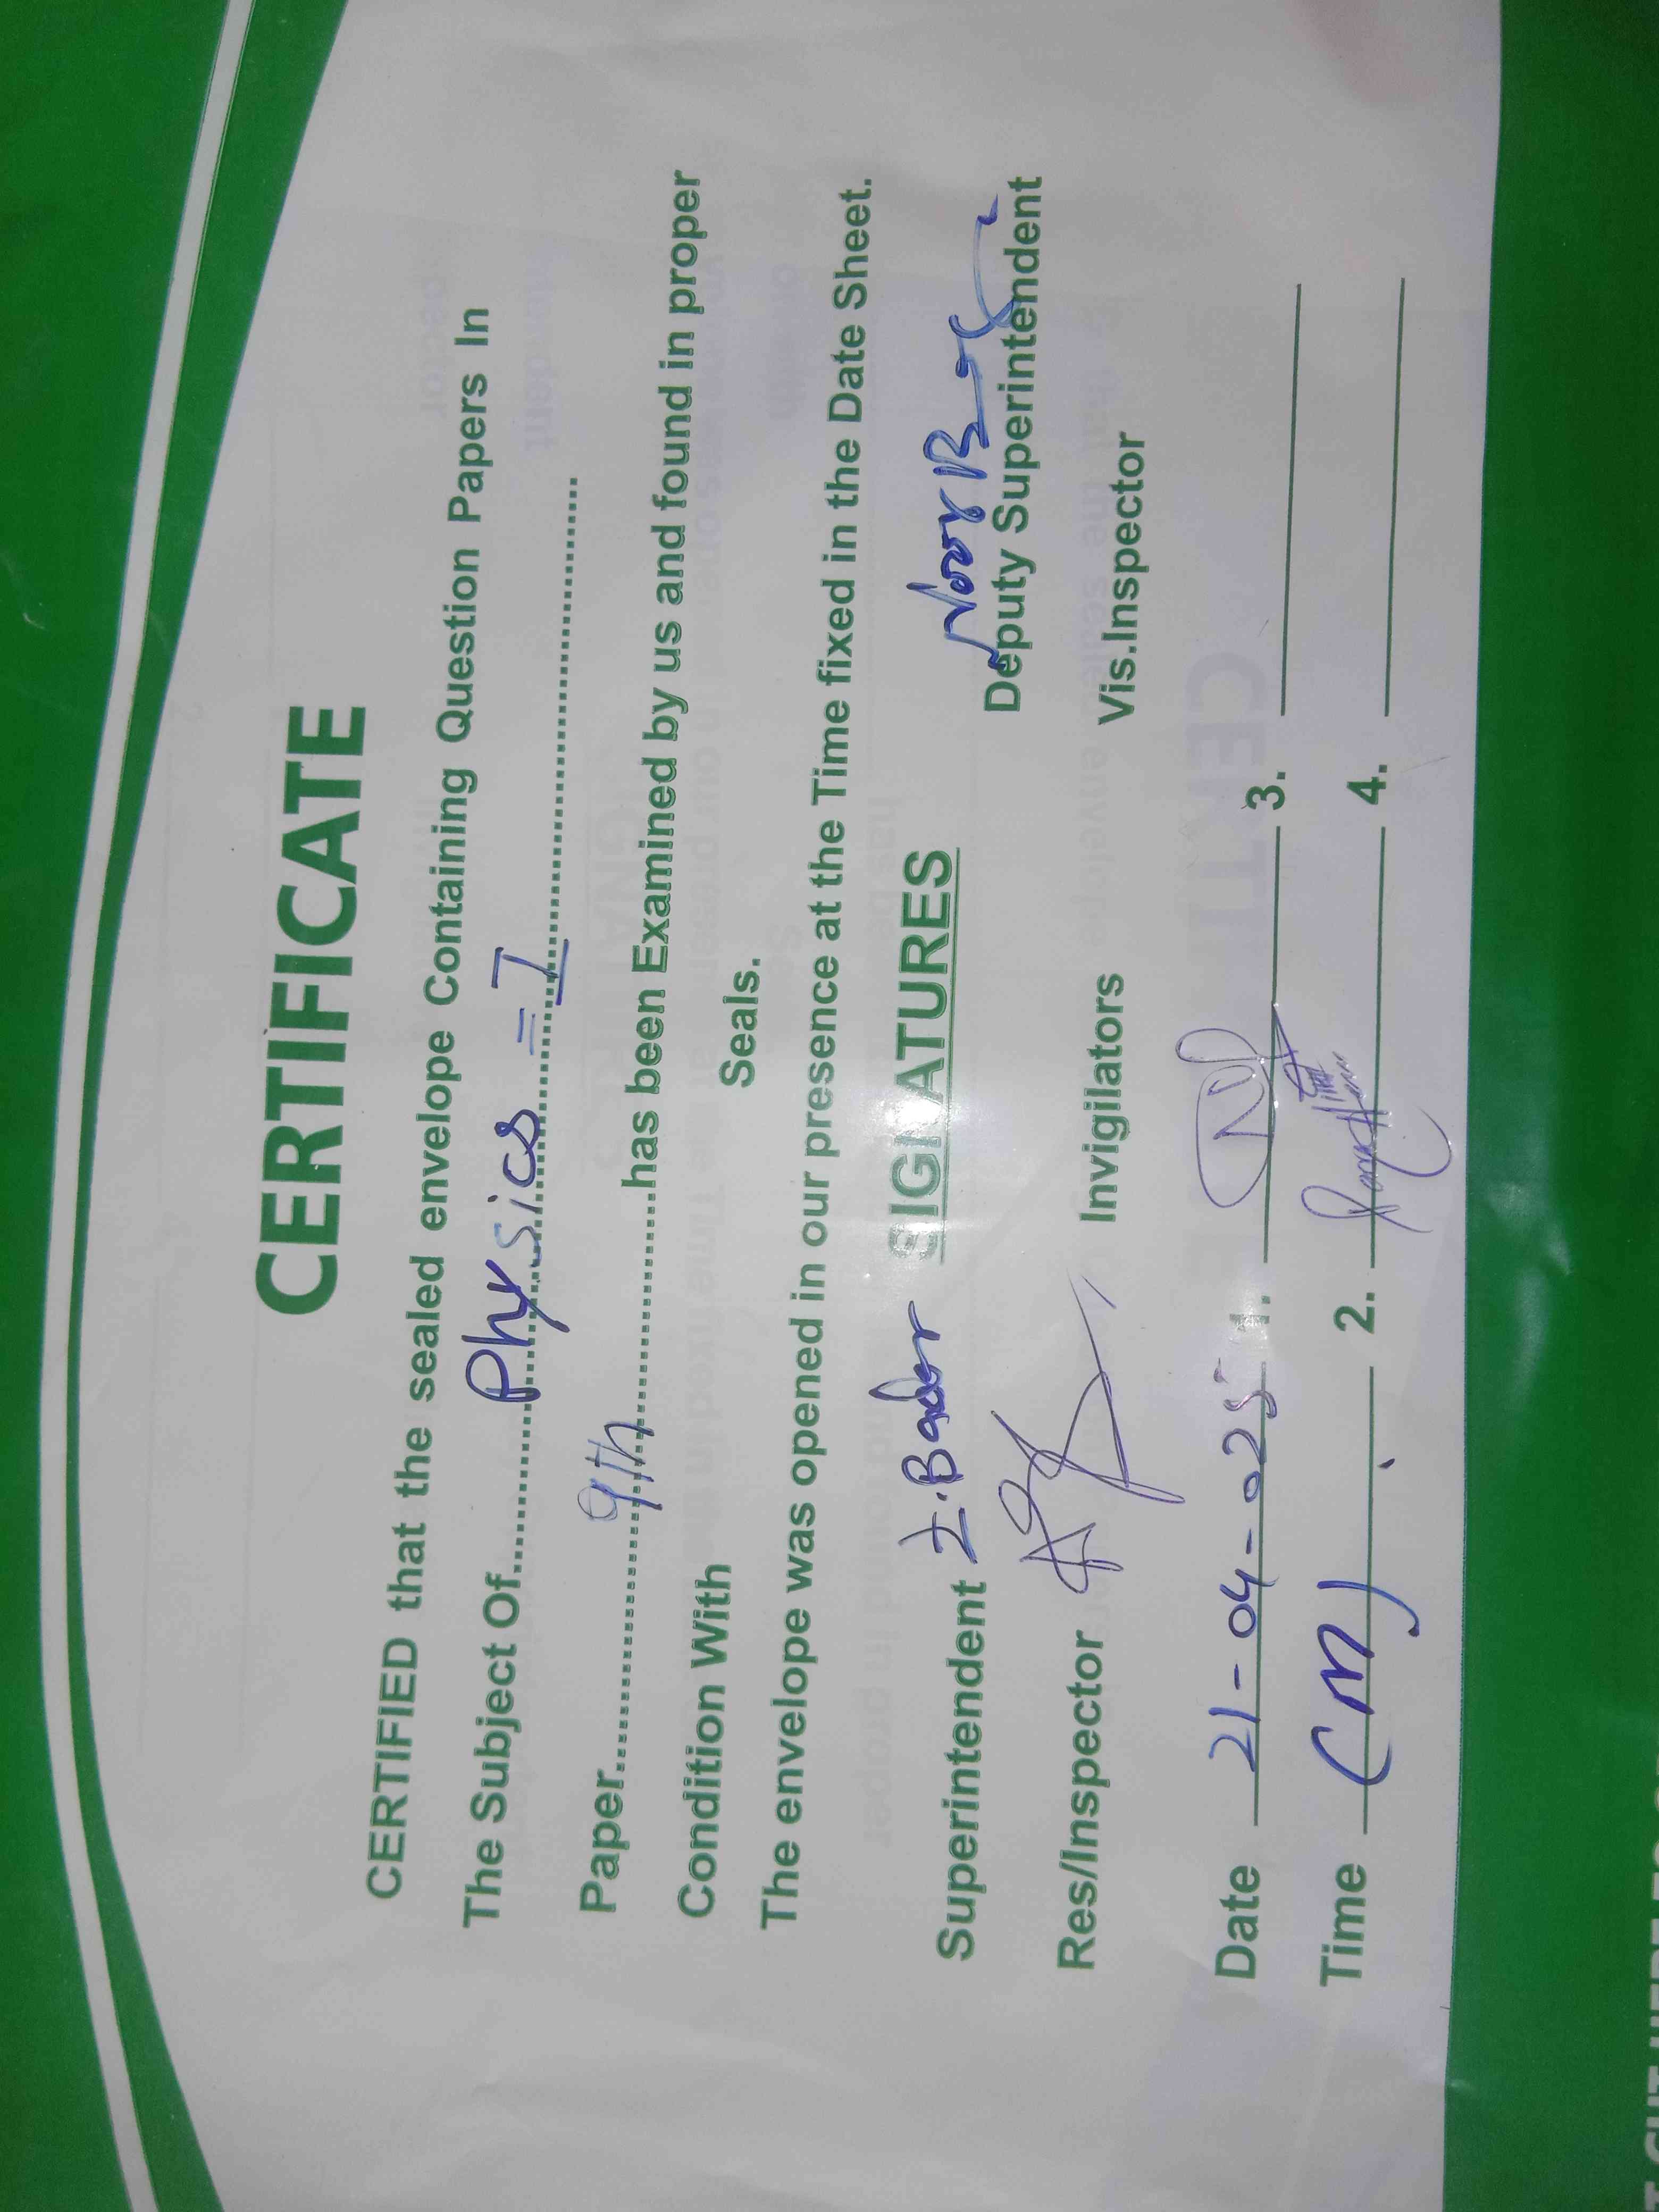 CERTIFICATE
CERTIFIED that the sealed envelope Containing Question Papers In
The Subject Of............Physics = I............
Paper............9th............has been Examined by us and found in proper
Condition With Seals.
The envelope was opened in our presence at the Time fixed in the Date Sheet.
SIGNATURES
Superintendent Deputy Superintendent
Res/Inspector Invigilators Vis.Inspector
Date 21-04-025 1. 3.
Time (M) 2. 4.